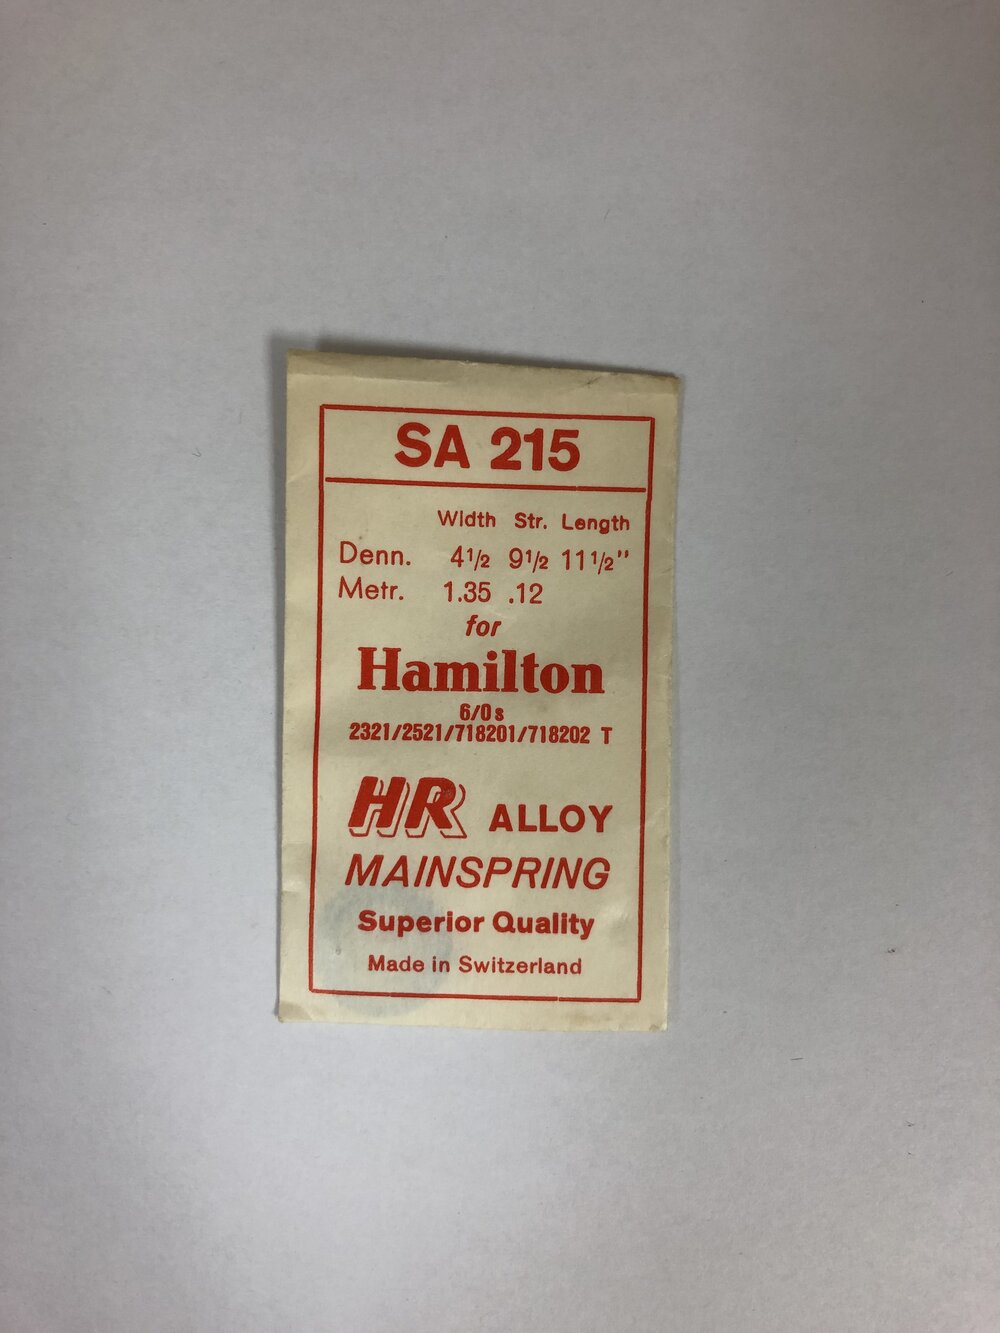 SA 215
Width Str. Length
Denn. 4½ 9½ 11½"
Metr. 1.35 .12
for
Hamilton
6/0s
2321/2521/718201/718202 T
HR ALLOY
MAINSPRING
Superior Quality
Made in Switzerland